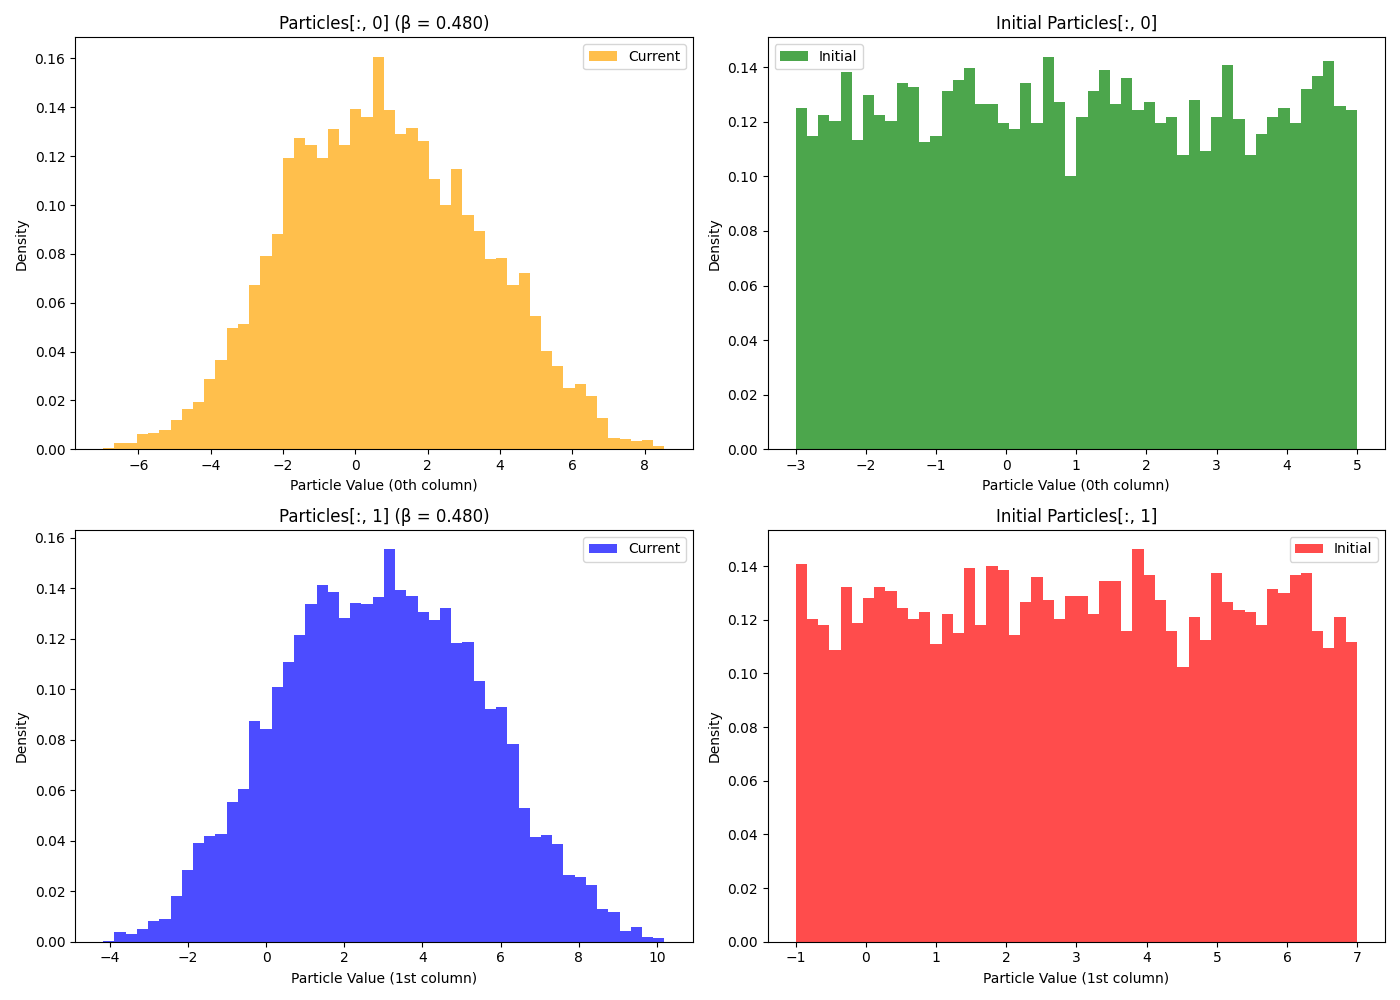 Particles[:, 0] (β = 0.480)
Current
Density
0.16
0.14
0.12
0.10
0.08
0.06
0.04
0.02
0.00
−6 −4 −2 0 2 4 6 8
Particle Value (0th column)
Initial Particles[:, 0]
Initial
Density
0.14
0.12
0.10
0.08
0.06
0.04
0.02
0.00
−3 −2 −1 0 1 2 3 4 5
Particle Value (0th column)
Particles[:, 1] (β = 0.480)
Current
Density
0.16
0.14
0.12
0.10
0.08
0.06
0.04
0.02
0.00
−4 −2 0 2 4 6 8 10
Particle Value (1st column)
Initial Particles[:, 1]
Initial
Density
0.14
0.12
0.10
0.08
0.06
0.04
0.02
0.00
−1 0 1 2 3 4 5 6 7
Particle Value (1st column)